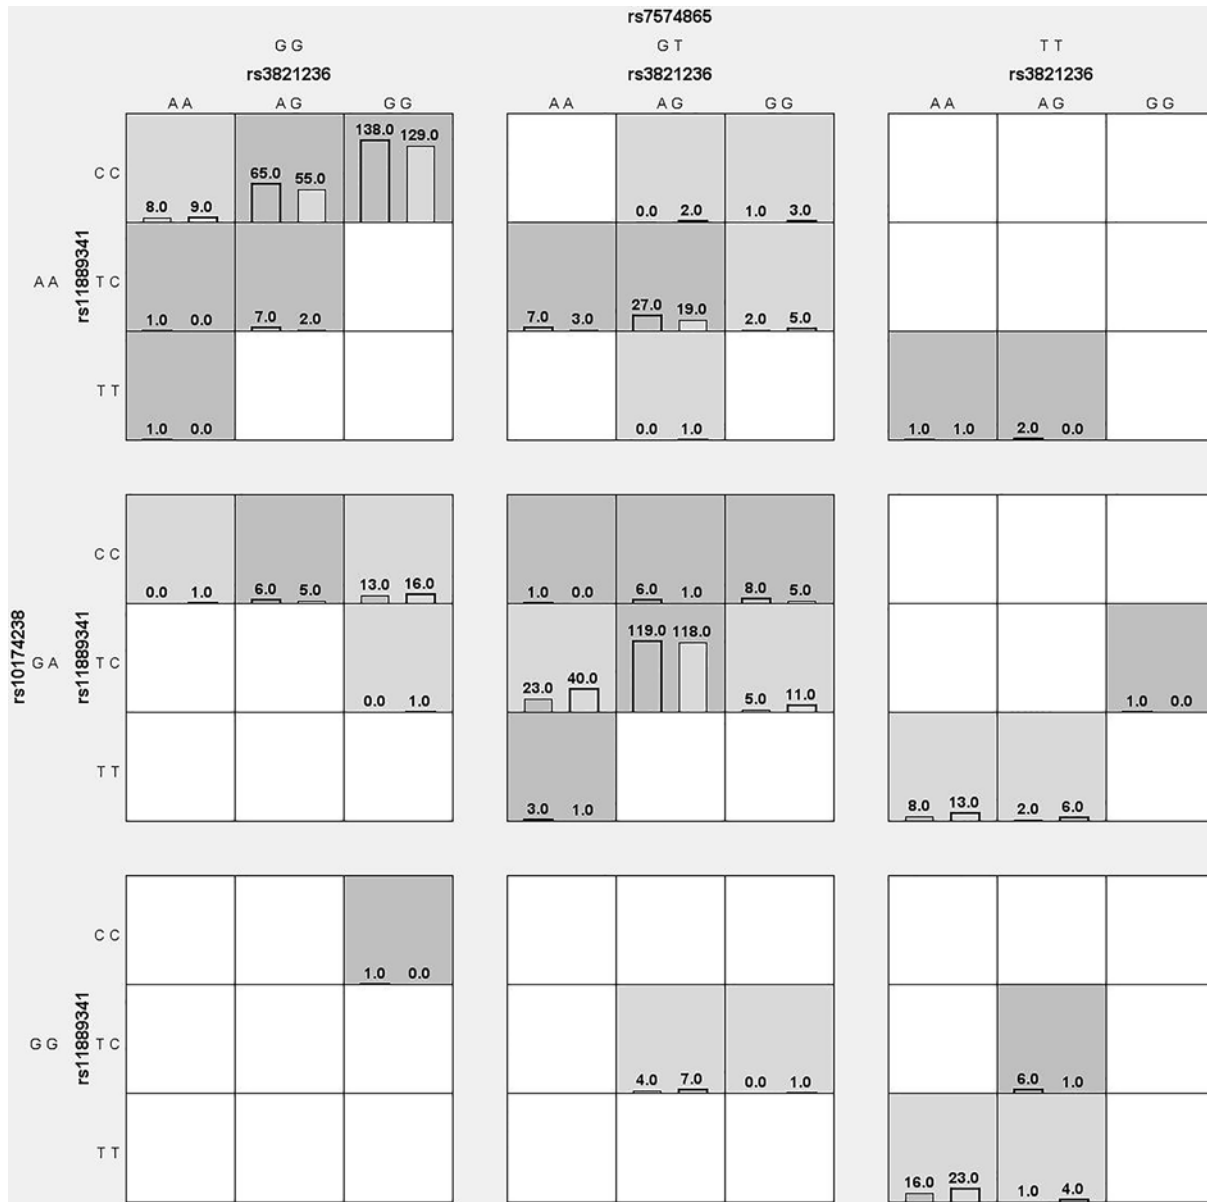 rs7574865
G G G T T T
rs3821236 rs3821236 rs3821236
A A A G G G A A A G G G A A A G G G
138.0 129.0
65.0 55.0
C C
8.0 9.0 0.0 2.0 1.0 3.0
A A rs11889341 T C
27.0 19.0
1.0 0.0 7.0 2.0 7.0 3.0 2.0 5.0
T T
1.0 0.0 0.0 1.0 1.0 1.0 2.0 0.0
C C
0.0 1.0 6.0 5.0 13.0 16.0 1.0 0.0 6.0 1.0 8.0 5.0
rs10174238 G A rs11889341 T C
119.0 118.0
23.0 40.0
0.0 1.0 5.0 11.0 1.0 0.0
T T
3.0 1.0 8.0 13.0 2.0 6.0
C C
1.0 0.0
G G rs11889341 T C
4.0 7.0 0.0 1.0 6.0 1.0
T T
16.0 23.0 1.0 4.0